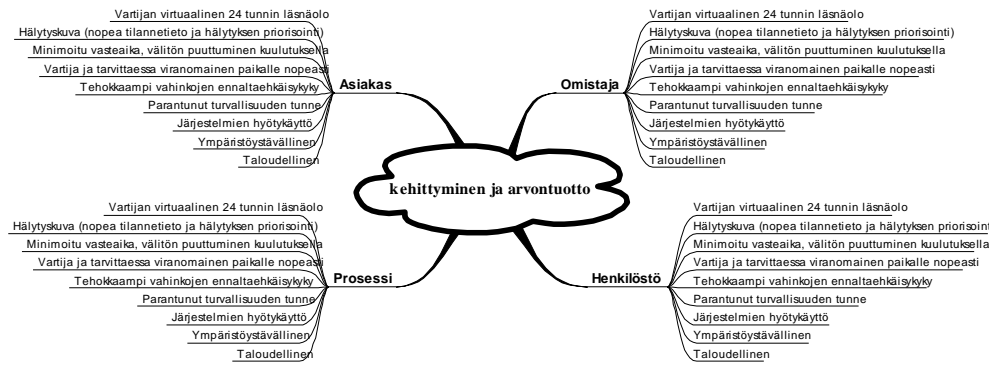 Vartijan virtuaalinen 24 tunnin läsnäolo
Hälytyskuva (nopea tilannetieto ja hälytyksen priorisointi)
Minimoitu vasteaika, välitön puuttuminen kuulutuksella
Vartija ja tarvittaessa viranomainen paikalle nopeasti
Tehokkaampi vahinkojen ennaltaehkäisykyky
Parantunut turvallisuuden tunne
Järjestelmien hyötykäyttö
Ympäristöystävällinen
Taloudellinen
Asiakas
Vartijan virtuaalinen 24 tunnin läsnäolo
Hälytyskuva (nopea tilannetieto ja hälytyksen priorisointi)
Minimoitu vasteaika, välitön puuttuminen kuulutuksella
Vartija ja tarvittaessa viranomainen paikalle nopeasti
Tehokkaampi vahinkojen ennaltaehkäisykyky
Parantunut turvallisuuden tunne
Järjestelmien hyötykäyttö
Ympäristöystävällinen
Taloudellinen
Omistaja
kehittyminen ja arvontuotto
Vartijan virtuaalinen 24 tunnin läsnäolo
Hälytyskuva (nopea tilannetieto ja hälytyksen priorisointi)
Minimoitu vasteaika, välitön puuttuminen kuulutuksella
Vartija ja tarvittaessa viranomainen paikalle nopeasti
Tehokkaampi vahinkojen ennaltaehkäisykyky
Parantunut turvallisuuden tunne
Järjestelmien hyötykäyttö
Ympäristöystävällinen
Taloudellinen
Prosessi
Vartijan virtuaalinen 24 tunnin läsnäolo
Hälytyskuva (nopea tilannetieto ja hälytyksen priorisoint
Minimoitu vasteaika, välitön puuttuminen kuulutuksella
Vartija ja tarvittaessa viranomainen paikalle nopeasti
Tehokkaampi vahinkojen ennaltaehkäisykyky
Parantunut turvallisuuden tunne
Järjestelmien hyötykäyttö
Ympäristöystävällinen
Taloudellinen
Henkilöstö